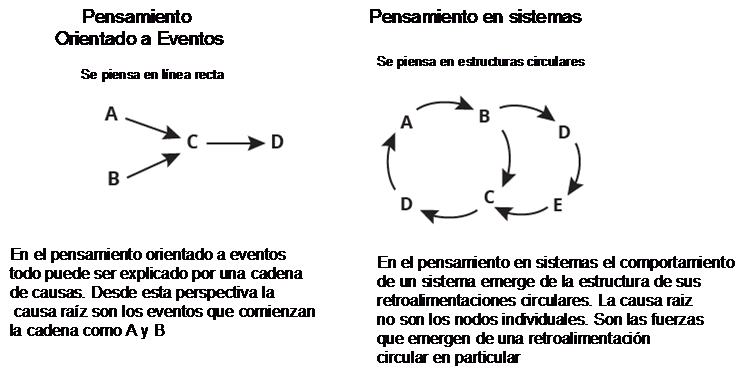 Pensamiento
Orientado a Eventos
Se piensa en línea recta
A
B
C
D
En el pensamiento orientado a eventos
todo puede ser explicado por una cadena
de causas. Desde esta perspectiva la
causa raíz son los eventos que comienzan
la cadena como A y B
Pensamiento en sistemas
Se piensa en estructuras circulares
A
B
D
D
C
E
En el pensamiento en sistemas el comportamiento
de un sistema emerge de la estructura de sus
retroalimentaciones circulares. La causa raiz
no son los nodos individuales. Son las fuerzas
que emergen de una retroalimentación
circular en particular